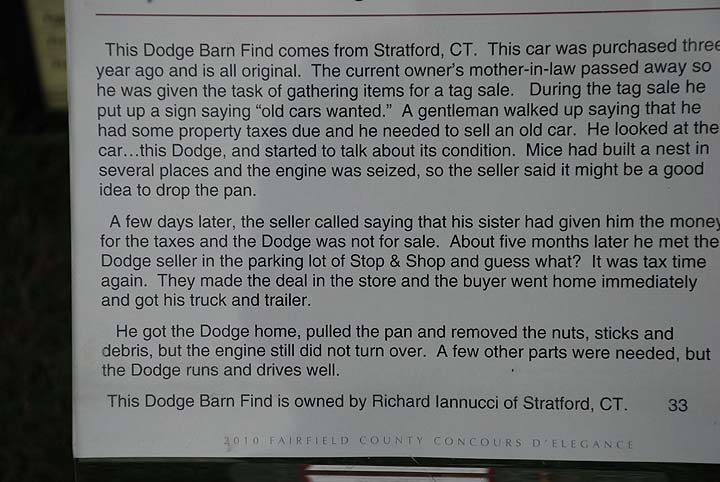 This Dodge Barn Find comes from Stratford, CT.  This car was purchased three
year ago and is all original.  The current owner's mother-in-law passed away so
he was given the task of gathering items for a tag sale.   During the tag sale he
put up a sign saying “old cars wanted.”  A gentleman walked up saying that he
had some property taxes due and he needed to sell an old car.  He looked at the
car…this Dodge, and started to talk about its condition.  Mice had built a nest in
several places and the engine was seized, so the seller said it might be a good
idea to drop the pan.
A few days later, the seller called saying that his sister had given him the money
for the taxes and the Dodge was not for sale.  About five months later he met the
Dodge seller in the parking lot of Stop & Shop and guess what?  It was tax time
again.  They made the deal in the store and the buyer went home immediately
and got his truck and trailer.
He got the Dodge home, pulled the pan and removed the nuts, sticks and
debris, but the engine still did not turn over.  A few other parts were needed, but
the Dodge runs and drives well.
This Dodge Barn Find is owned by Richard Iannucci of Stratford, CT.     33
2010 FAIRFIELD COUNTY CONCOURS D'ELEGANCE